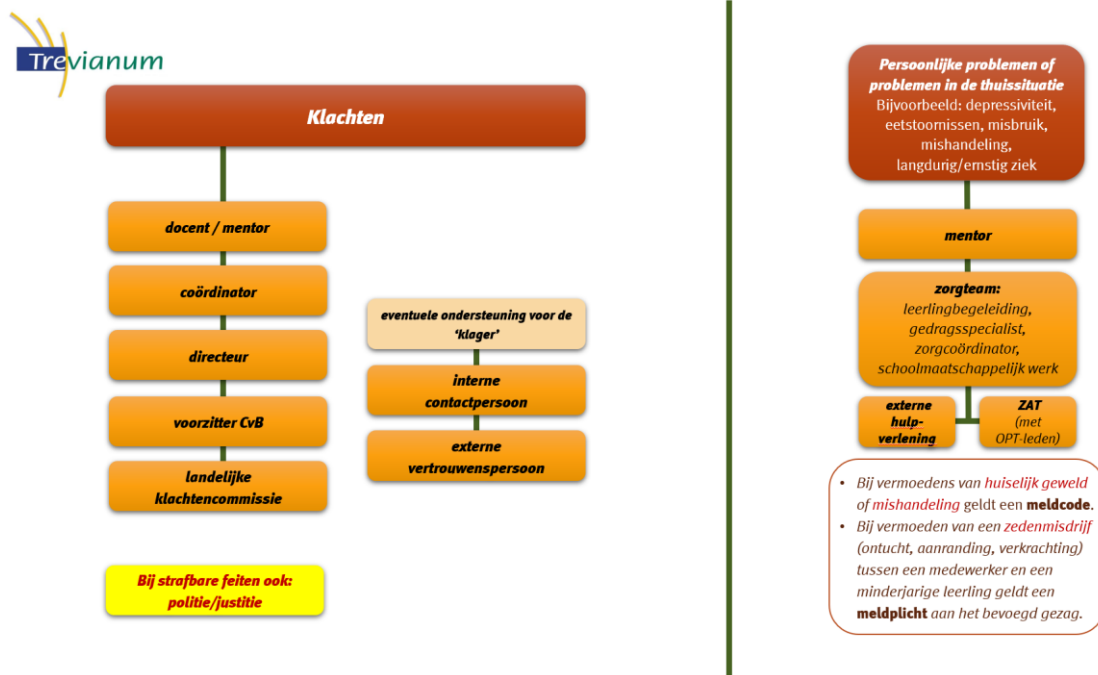 Trevianum
Klachten
docent / mentor
coördinator
directeur
voorzitter CvB
landelijke
klachtencommissie
eventuele ondersteuning voor de
‘klager’
interne
contactpersoon
externe
vertrouwenspersoon
Bij strafbare feiten ook:
politie/justitie
Persoonlijke problemen of
problemen in de thuissituatie
Bijvoorbeeld: depressiviteit,
eetstoornissen, misbruik,
mishandeling,
langdurig/ernstig ziek
mentor
zorgteam:
leerlingbegeleiding,
gedragsspecialist,
zorgcoördinator,
schoolmaatschappelijk werk
externe
hulp-
verlening
ZAT
(met
OPT-leden)
• Bij vermoedens van huiselijk geweld
of mishandeling geldt een meldcode.
• Bij vermoeden van een zedenmisdrijf
(ontucht, aanranding, verkrachting)
tussen een medewerker en een
minderjarige leerling geldt een
meldplicht aan het bevoegd gezag.